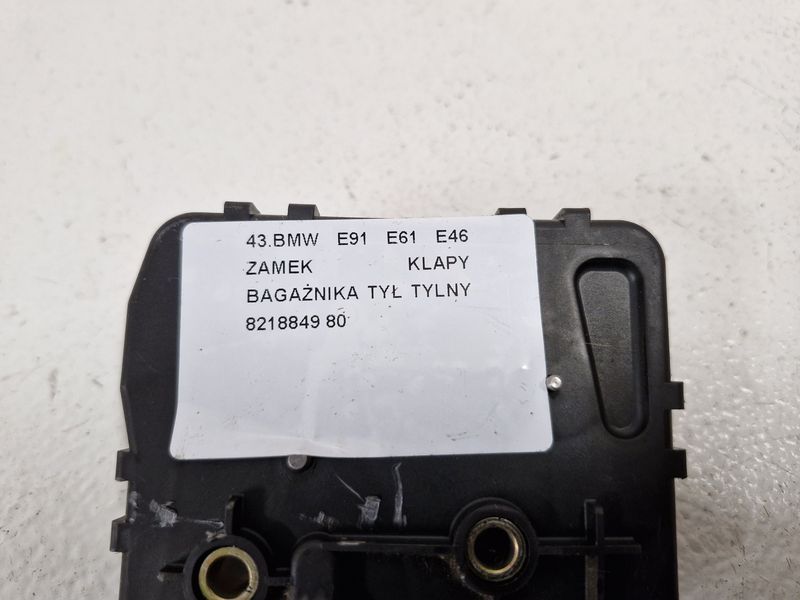 43.BMW E91 E61 E46
ZAMEK KLAPY
BAGAŻNIKA TYŁ TYLNY
8218849 80